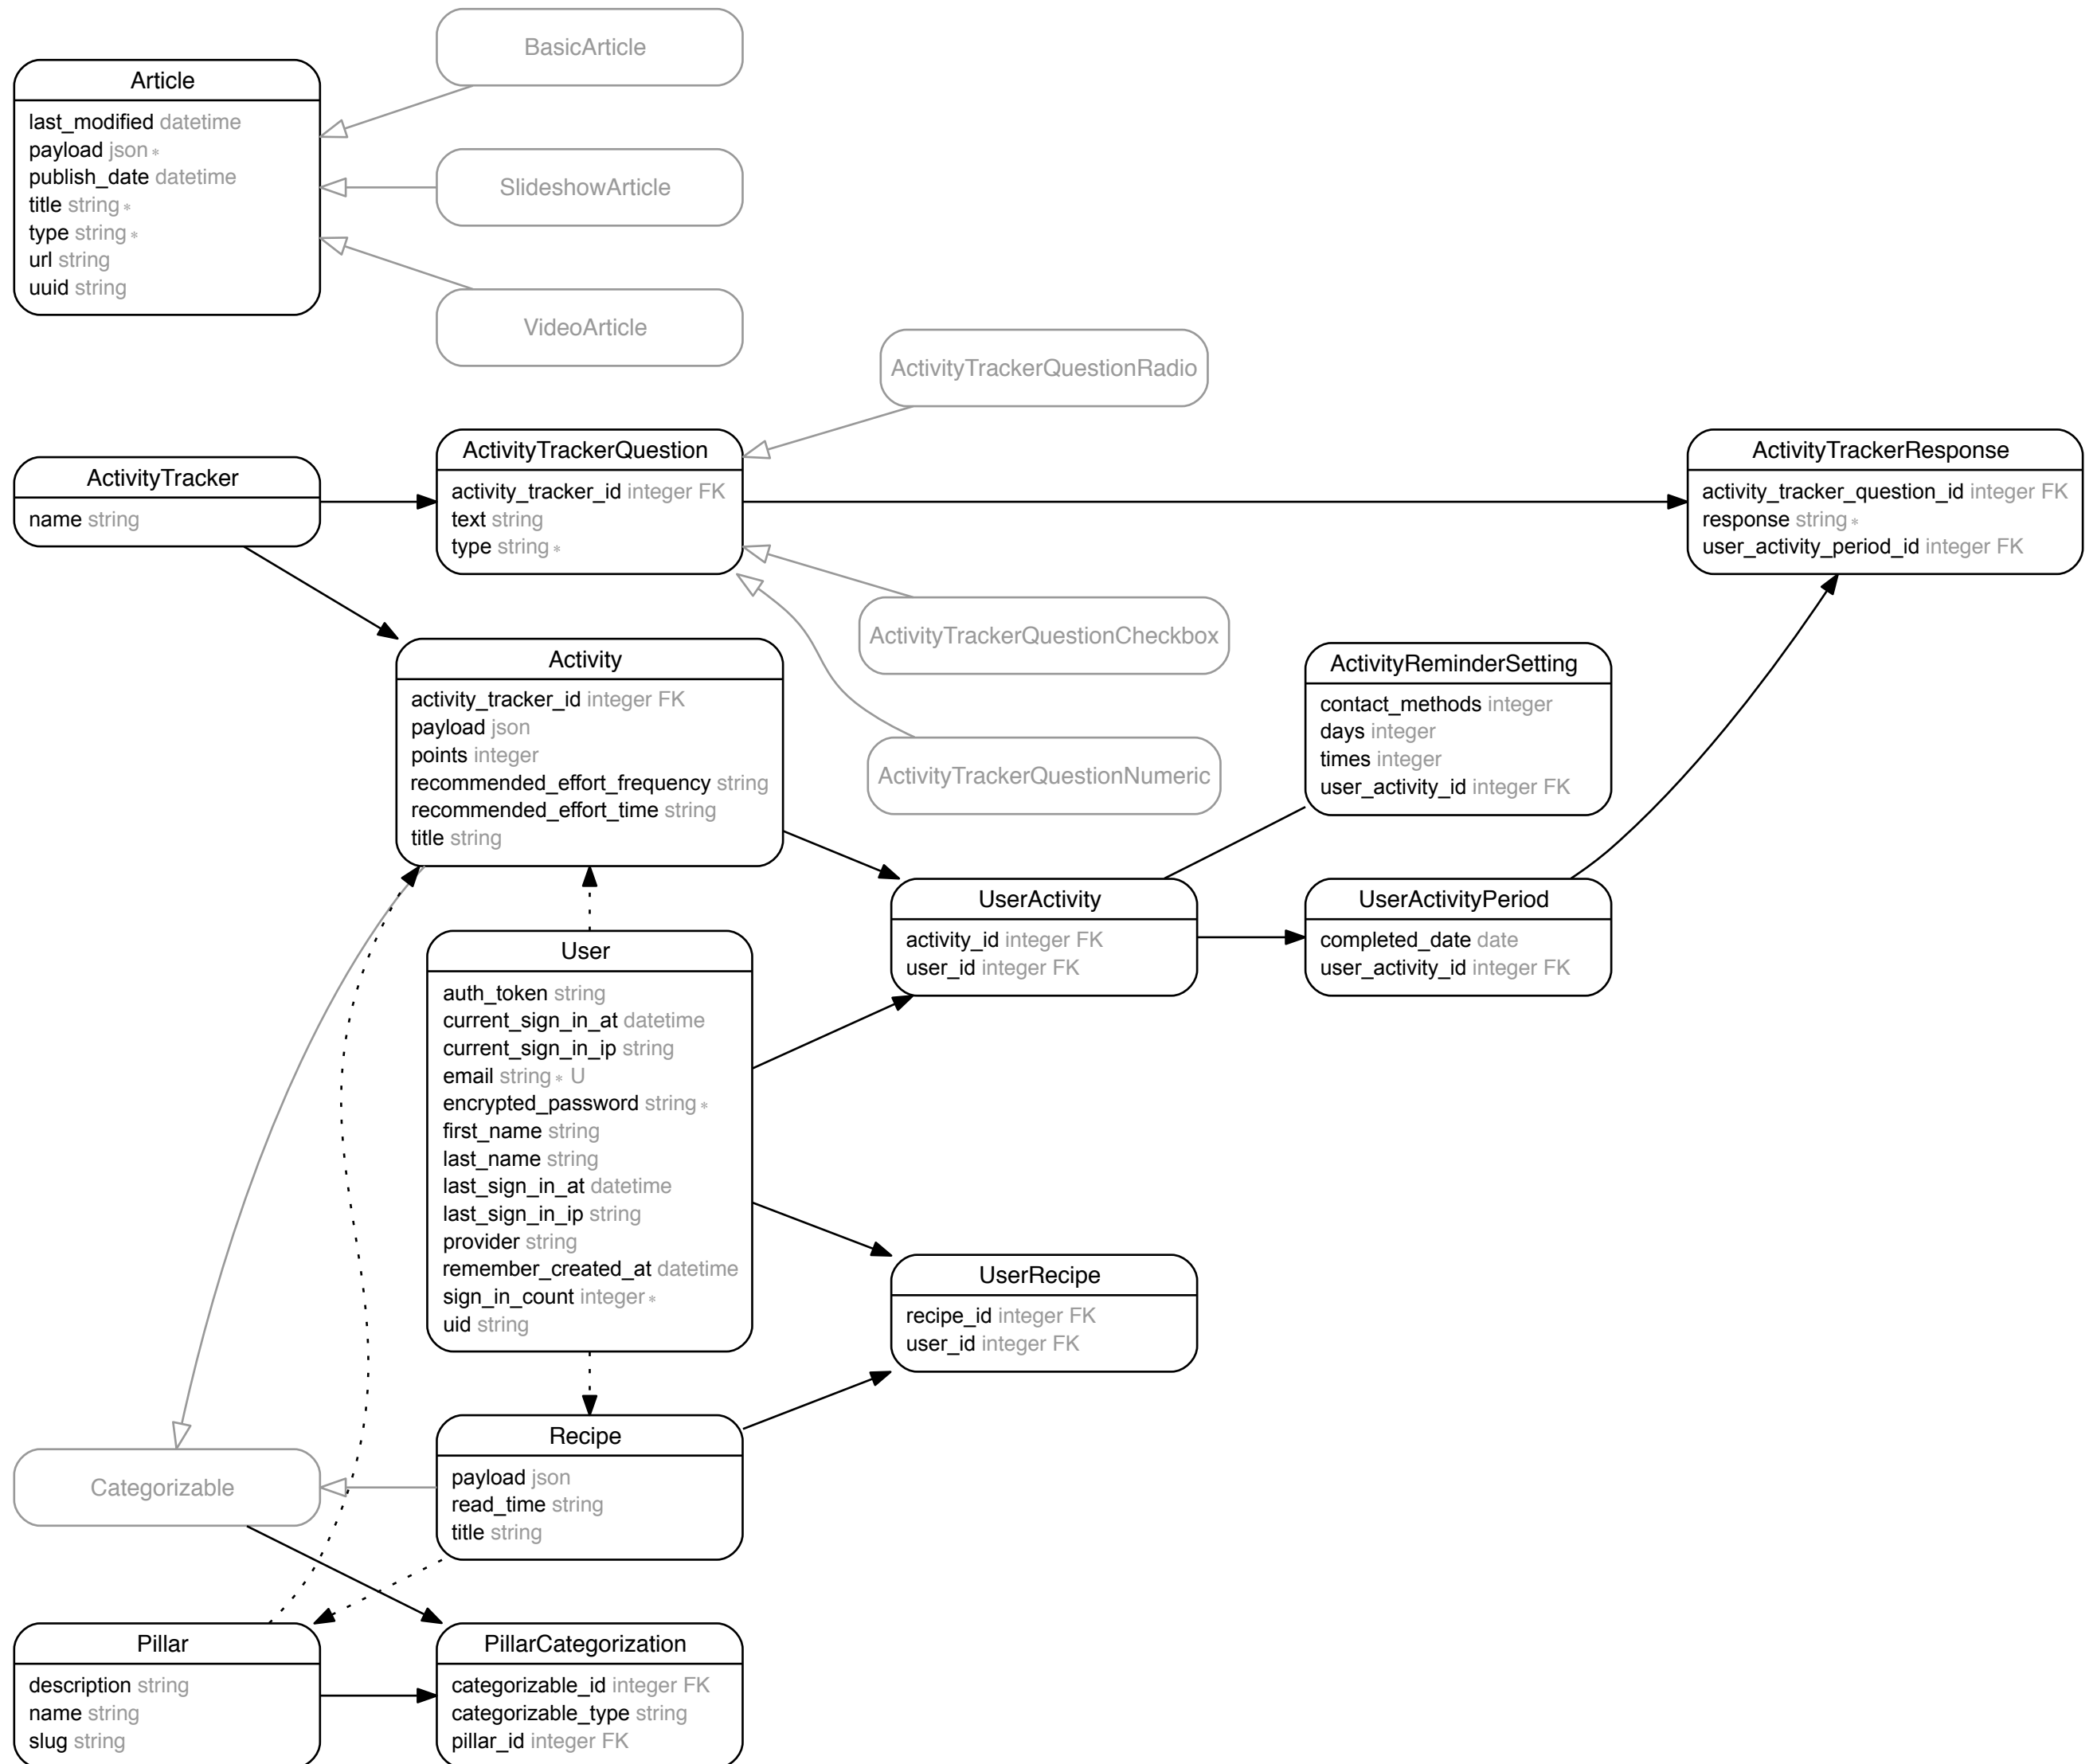 BasicArticle
Article
last_modified datetime
payload json *
publish_date datetime
title string *
type string *
url string
uuid string
SlideshowArticle
VideoArticle
ActivityTrackerQuestionRadio
ActivityTracker
name string
ActivityTrackerQuestion
activity_tracker_id integer FK
text string
type string *
ActivityTrackerResponse
activity_tracker_question_id integer FK
response string *
user_activity_period_id integer FK
ActivityTrackerQuestionCheckbox
Activity
activity_tracker_id integer FK
payload json
points integer
recommended_effort_frequency string
recommended_effort_time string
title string
ActivityTrackerQuestionNumeric
ActivityReminderSetting
contact_methods integer
days integer
times integer
user_activity_id integer FK
UserActivity
activity_id integer FK
user_id integer FK
UserActivityPeriod
completed_date date
user_activity_id integer FK
User
auth_token string
current_sign_in_at datetime
current_sign_in_ip string
email string * U
encrypted_password string *
first_name string
last_name string
last_sign_in_at datetime
last_sign_in_ip string
provider string
remember_created_at datetime
sign_in_count integer *
uid string
UserRecipe
recipe_id integer FK
user_id integer FK
Categorizable
Recipe
payload json
read_time string
title string
Pillar
description string
name string
slug string
PillarCategorization
categorizable_id integer FK
categorizable_type string
pillar_id integer FK